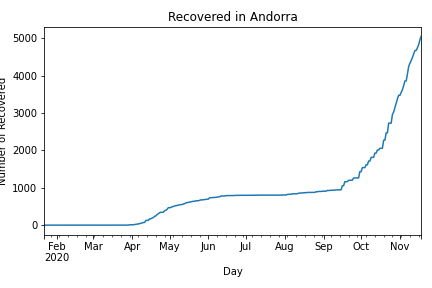 Recovered in Andorra
Number of Recovered
5000
4000
3000
2000
1000
0
Feb
2020
Mar
Apr
May
Jun
Jul
Aug
Sep
Oct
Nov
Day